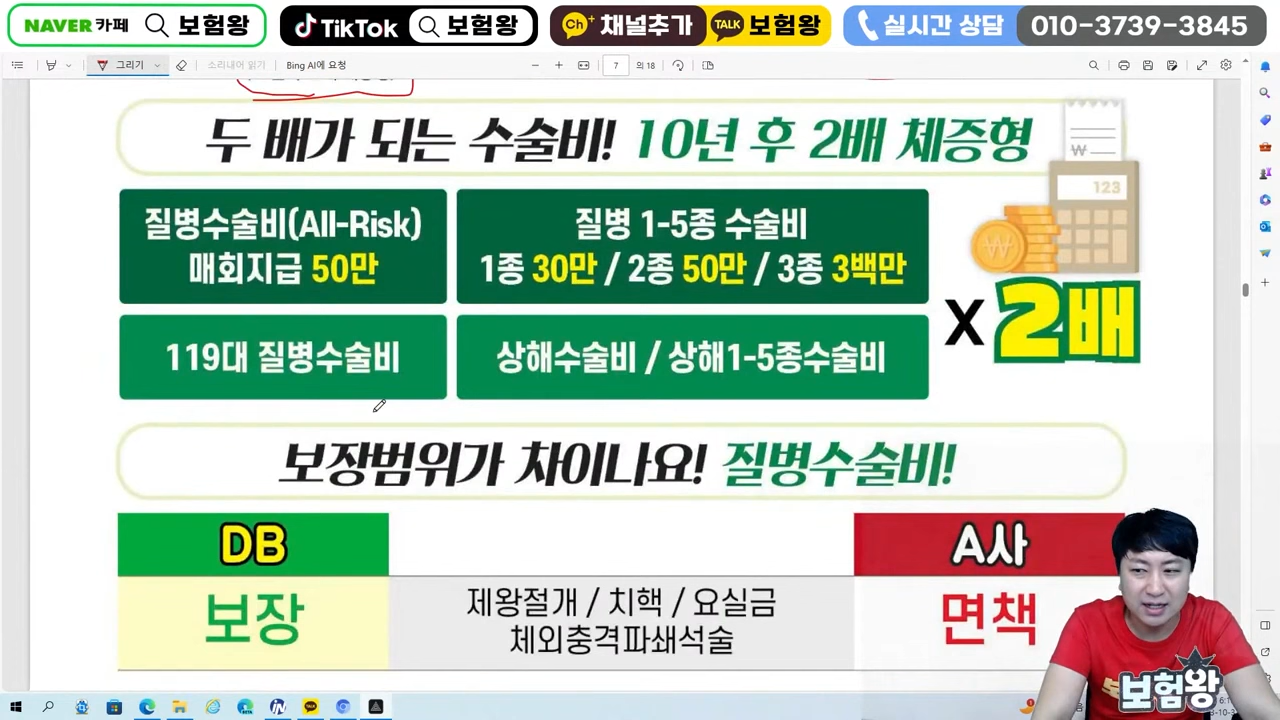 NAVER 카페 보험왕
TikTok 보험왕
Ch+ 채널추가 TALK 보험왕
실시간 상담 010-3739-3845
그리기
소리내어 읽기
Bing AI에 요청
7 의 18
두 배가 되는 수술비! 10년 후 2배 체증형
질병수술비(All-Risk)
매회지급 50만
질병 1-5종 수술비
1종 30만 / 2종 50만 / 3종 3백만
119대 질병수술비
상해수술비 / 상해1-5종수술비
₩
123
₩
X 2배
보장범위가 차이나요! 질병수술비!
DB
A사
보장
제왕절개 / 치핵 / 요실금
체외충격파쇄석술
면책
보험왕